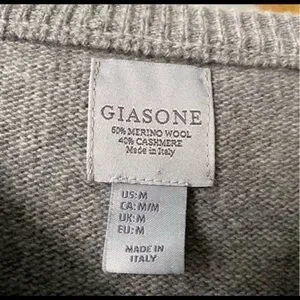 GIASONE
60% MERINO WOOL
40% CASHMERE
Made in Italy
US: M
CA: M/M
UK: M
EU: M
MADE IN
ITALY